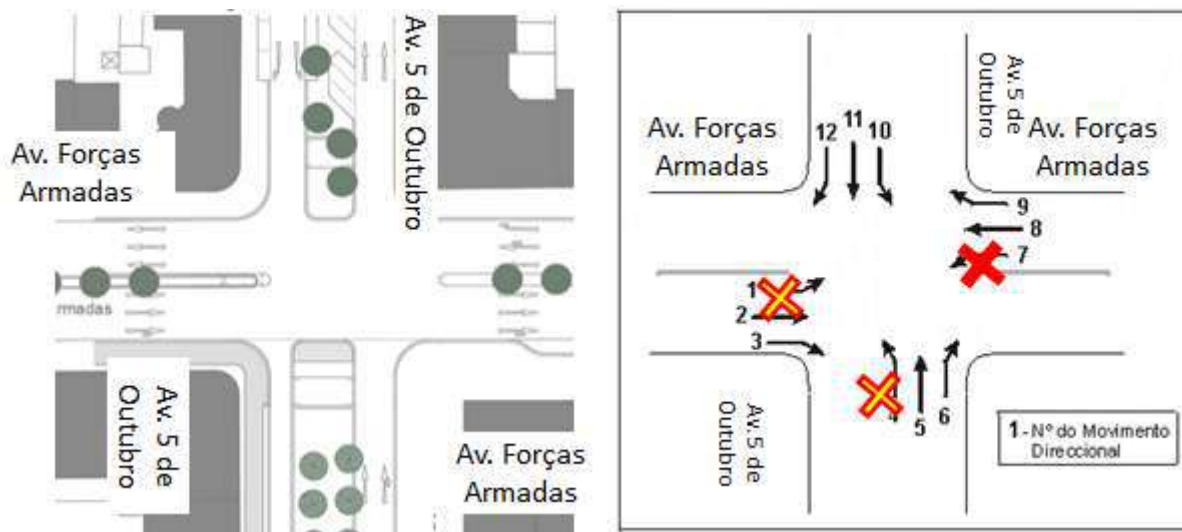 Av. 5 de Outubro
Av. Forças
Armadas
rmadas
Av. 5 de
Outubro
Av. Forças
Armadas
Av. Forças
Armadas
12
11
10
Av. 5 de
Outubro
Av. Forças
Armadas
9
8
7
1
2
3
4
5
6
Av. 5 de
Outubro
1 - Nº do Movimento
Direccional